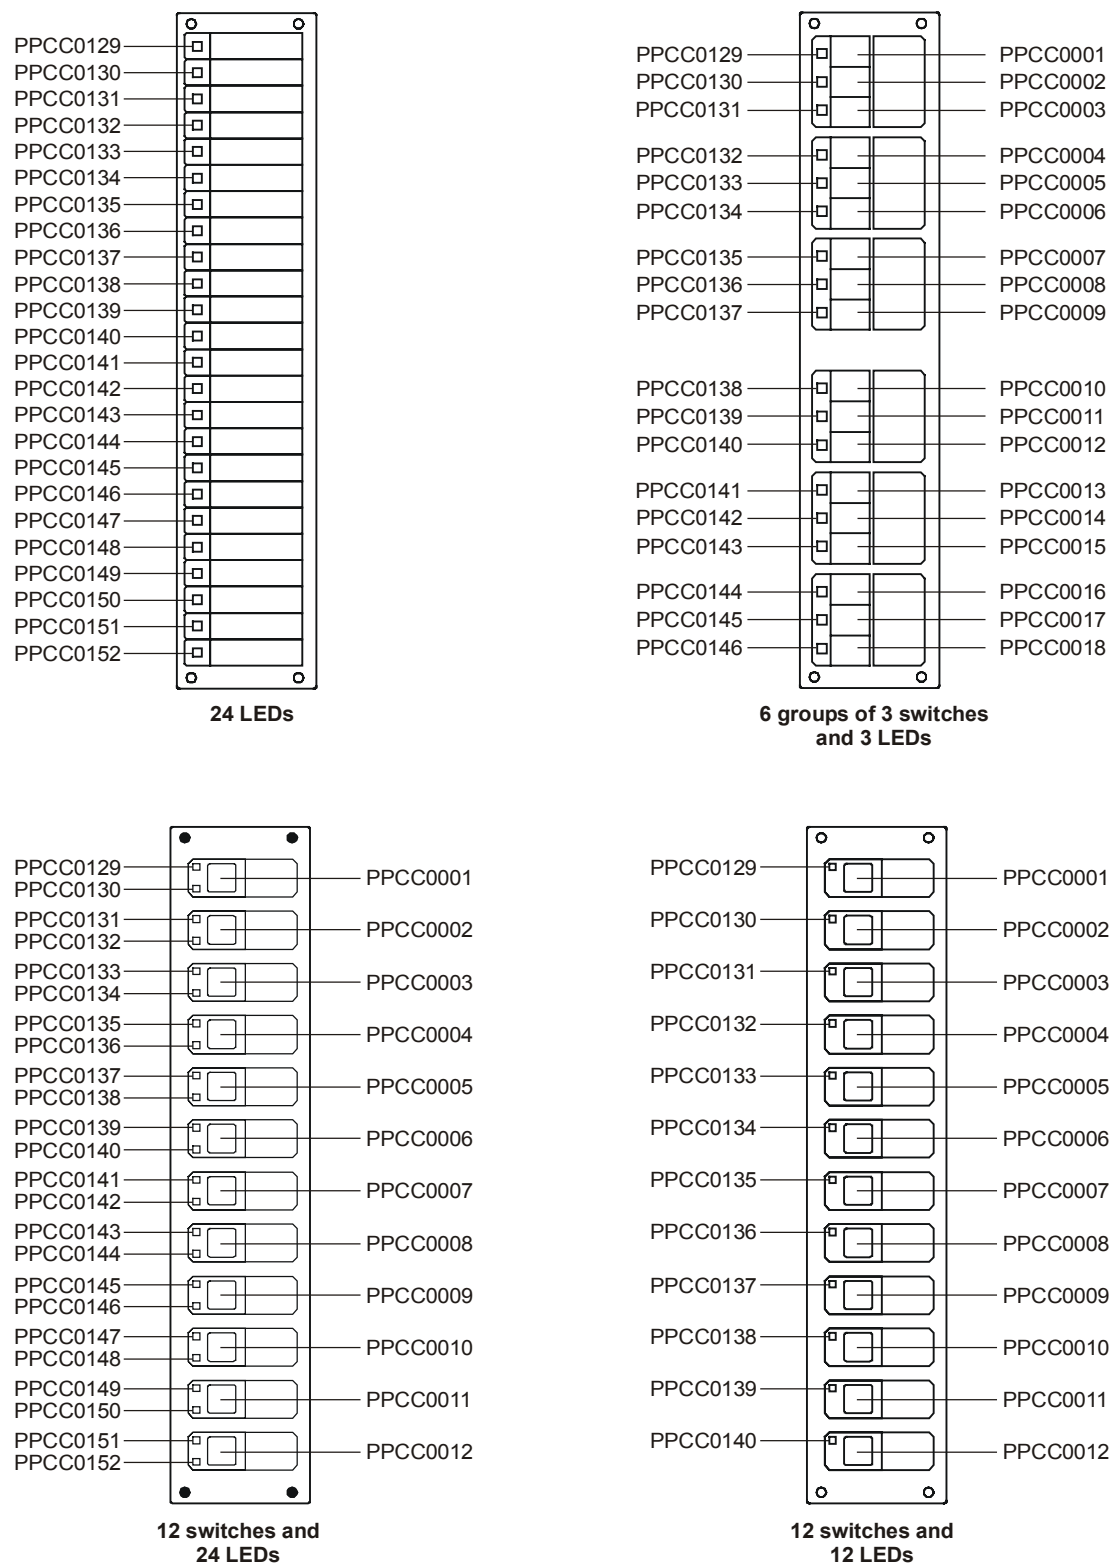 PPCC0129
PPCC0130
PPCC0131
PPCC0132
PPCC0133
PPCC0134
PPCC0135
PPCC0136
PPCC0137
PPCC0138
PPCC0139
PPCC0140
PPCC0141
PPCC0142
PPCC0143
PPCC0144
PPCC0145
PPCC0146
PPCC0147
PPCC0148
PPCC0149
PPCC0150
PPCC0151
PPCC0152
24 LEDs
PPCC0129 PPCC0001
PPCC0130 PPCC0002
PPCC0131 PPCC0003
PPCC0132 PPCC0004
PPCC0133 PPCC0005
PPCC0134 PPCC0006
PPCC0135 PPCC0007
PPCC0136 PPCC0008
PPCC0137 PPCC0009
PPCC0138 PPCC0010
PPCC0139 PPCC0011
PPCC0140 PPCC0012
PPCC0141 PPCC0013
PPCC0142 PPCC0014
PPCC0143 PPCC0015
PPCC0144 PPCC0016
PPCC0145 PPCC0017
PPCC0146 PPCC0018
6 groups of 3 switches
and 3 LEDs
PPCC0129
PPCC0001
PPCC0130
PPCC0131
PPCC0002
PPCC0132
PPCC0133
PPCC0003
PPCC0134
PPCC0135
PPCC0004
PPCC0136
PPCC0137
PPCC0005
PPCC0138
PPCC0139
PPCC0006
PPCC0140
PPCC0141
PPCC0007
PPCC0142
PPCC0143
PPCC0008
PPCC0144
PPCC0145
PPCC0009
PPCC0146
PPCC0147
PPCC0010
PPCC0148
PPCC0149
PPCC0011
PPCC0150
PPCC0151
PPCC0012
PPCC0152
12 switches and
24 LEDs
PPCC0129
PPCC0001
PPCC0130
PPCC0002
PPCC0131
PPCC0003
PPCC0132
PPCC0004
PPCC0133
PPCC0005
PPCC0134
PPCC0006
PPCC0135
PPCC0007
PPCC0136
PPCC0008
PPCC0137
PPCC0009
PPCC0138
PPCC0010
PPCC0139
PPCC0011
PPCC0140
PPCC0012
12 switches and
12 LEDs